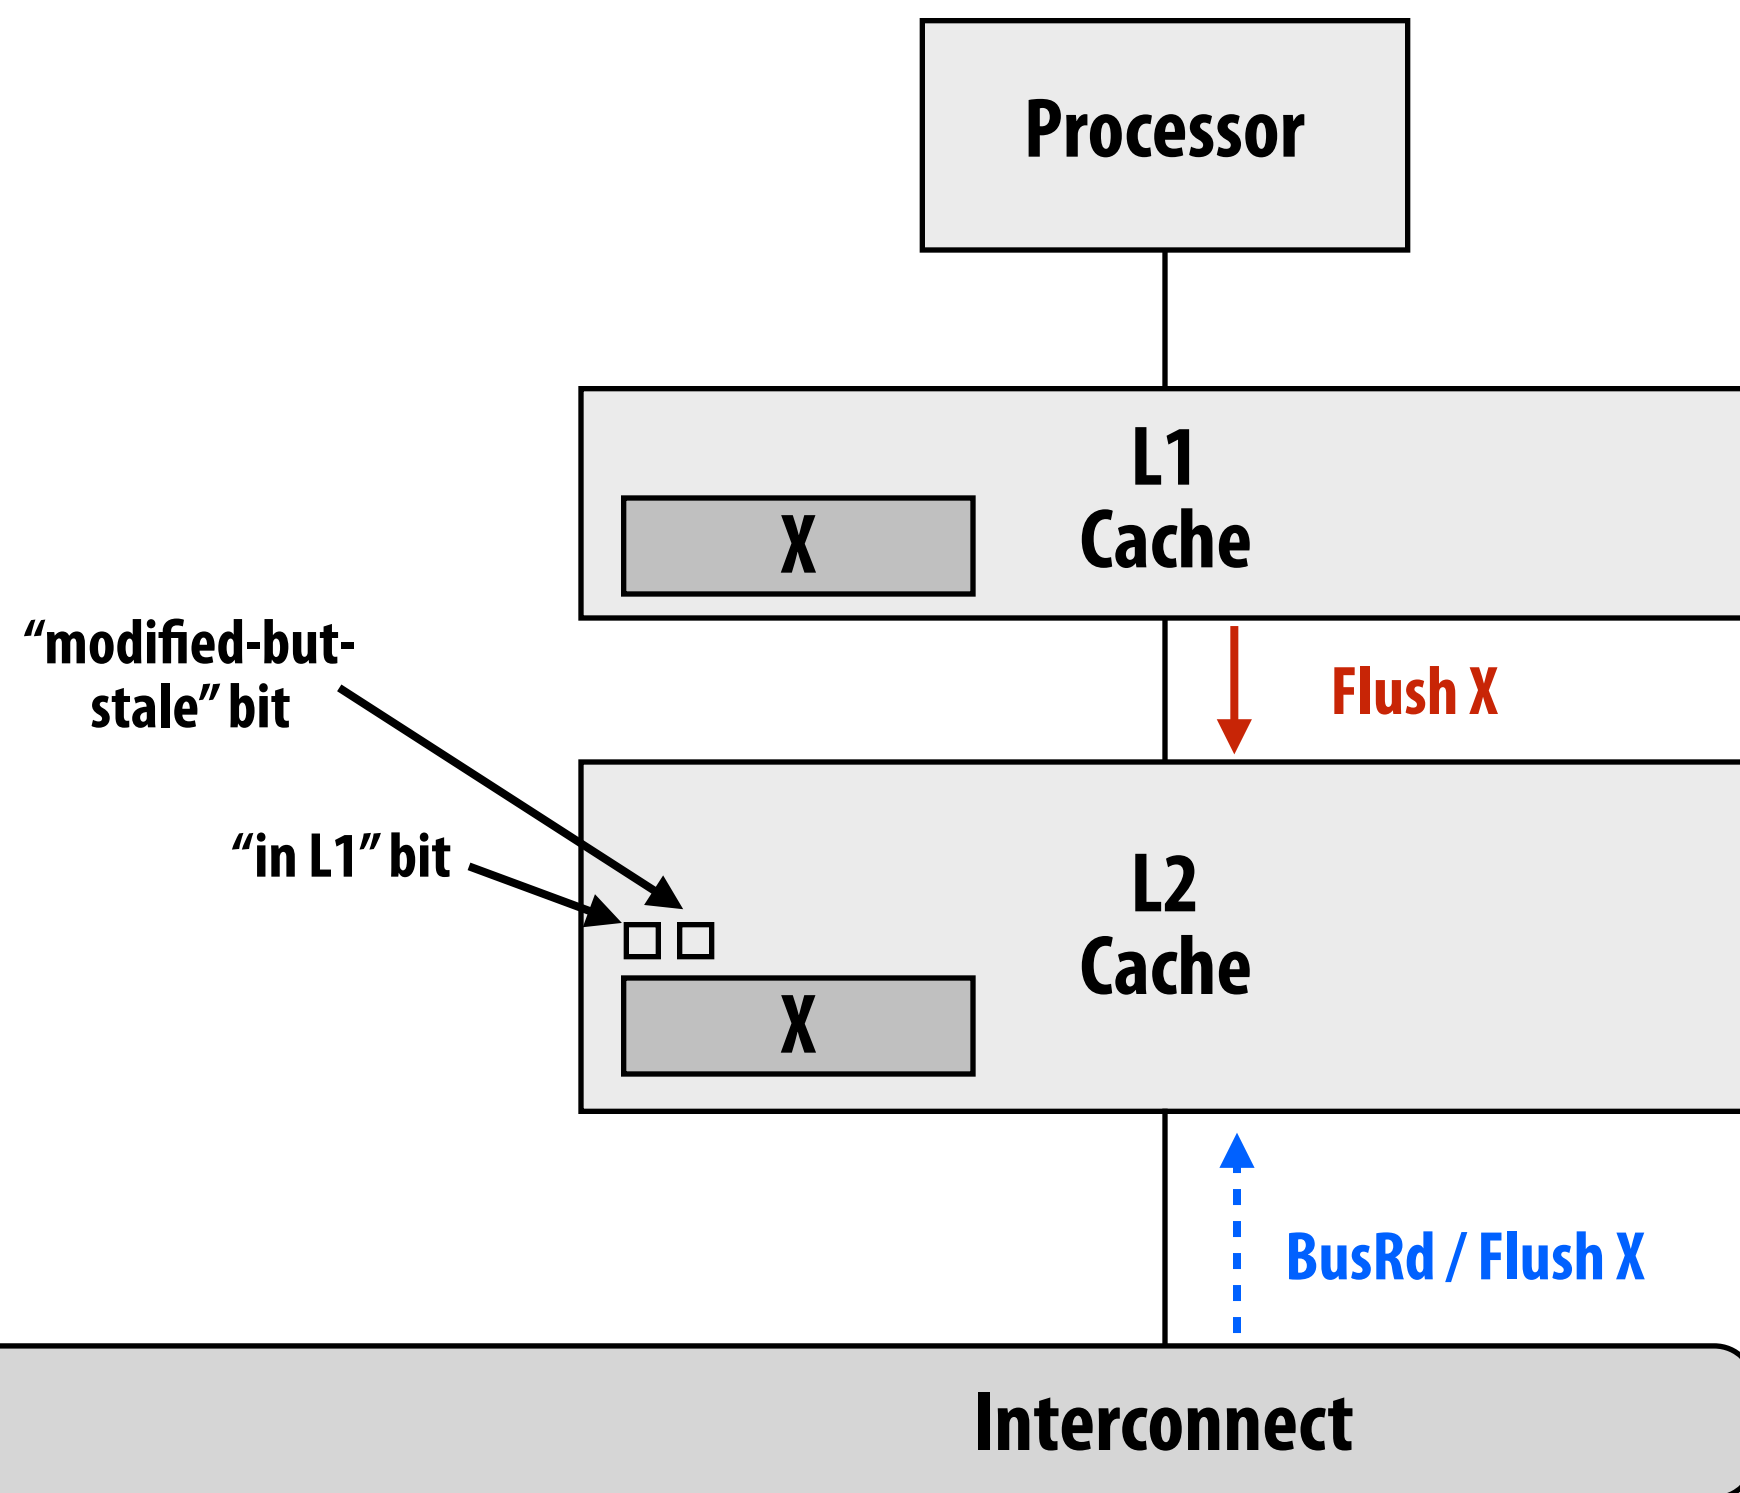 Processor
L1
Cache
X
“modified-but-
stale” bit
Flush X
“in L1” bit
L2
Cache
X
BusRd / Flush X
Interconnect